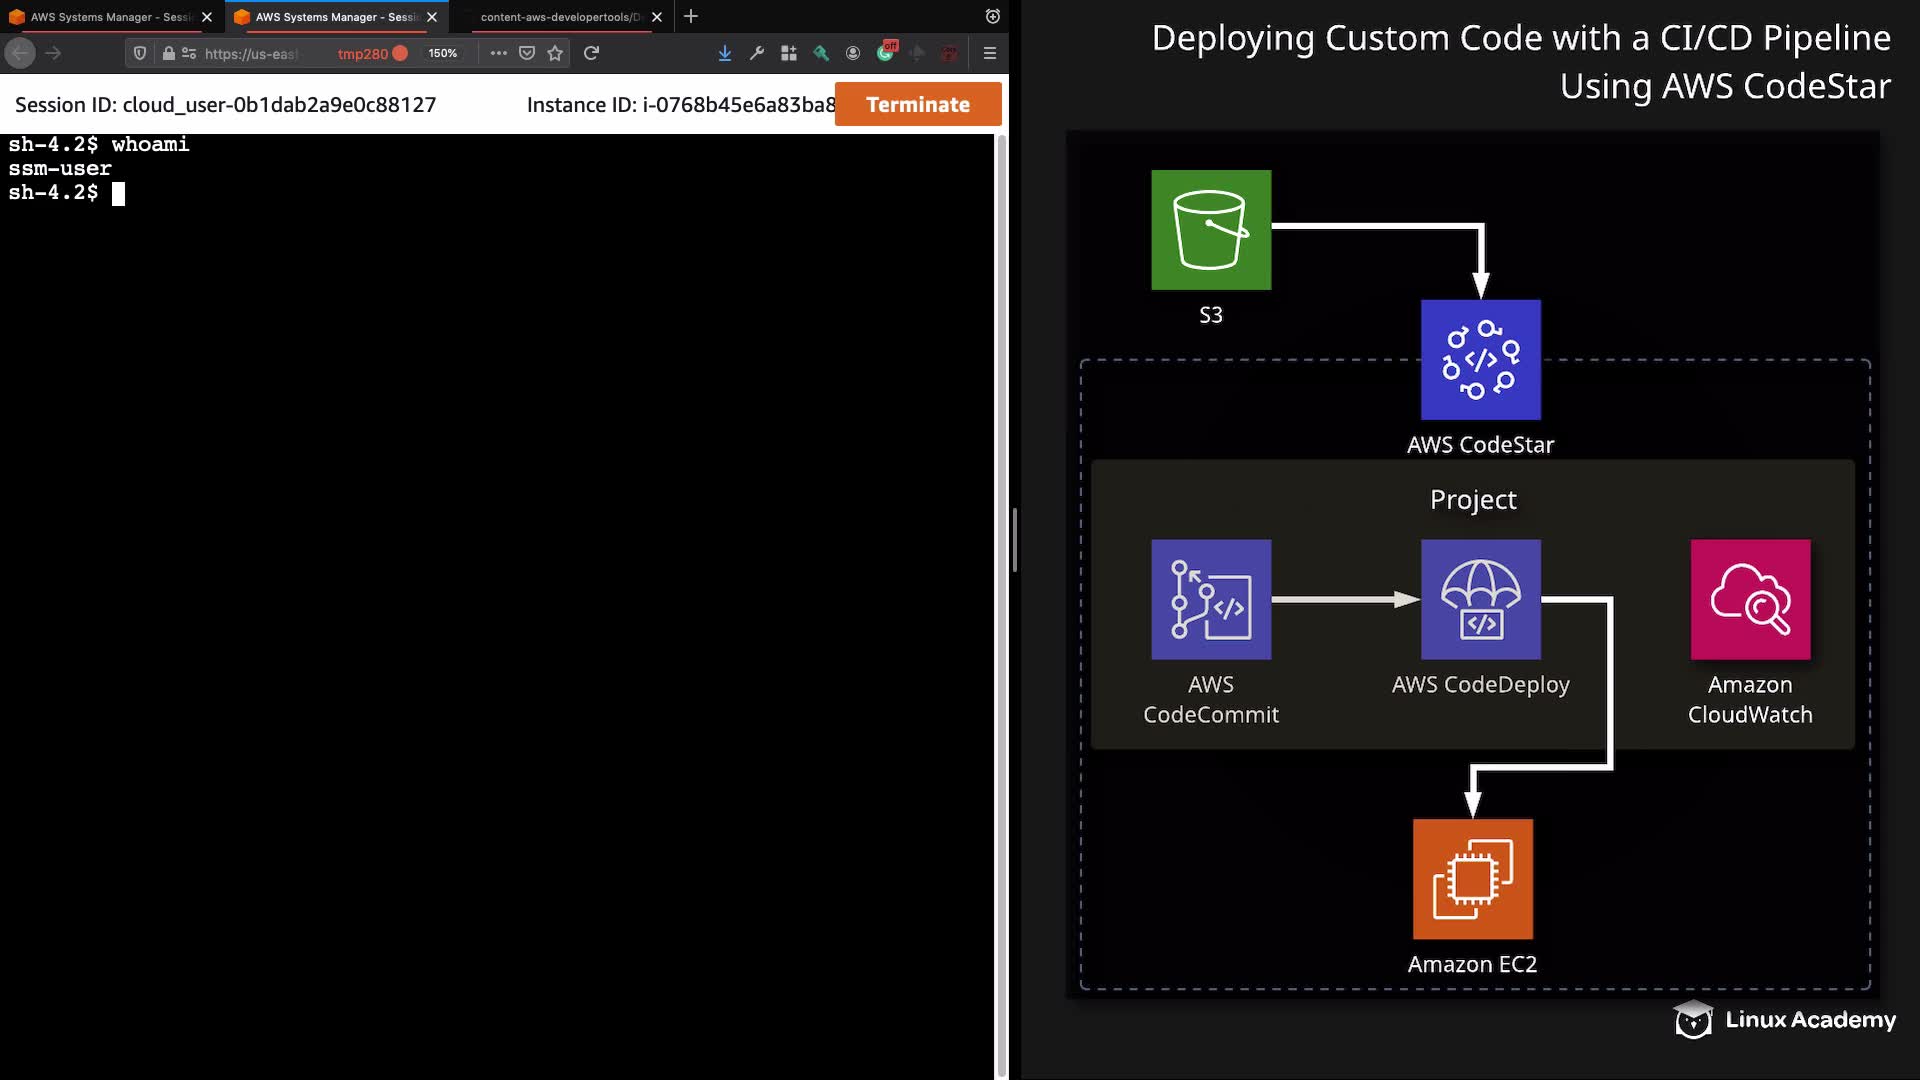 AWS Systems Manager - Sessi
AWS Systems Manager - Sessi
content-aws-developertools/D
https://us-east
tmp280
150%
off
Session ID: cloud_user-0b1dab2a9e0c88127
Instance ID: i-0768b45e6a83ba8
Terminate
sh-4.2$ whoami
ssm-user
sh-4.2$
Deploying Custom Code with a CI/CD Pipeline
Using AWS CodeStar
S3
</>
AWS CodeStar
Project
</>
</>
AWS
CodeCommit
AWS CodeDeploy
Amazon
CloudWatch
Amazon EC2
Linux Academy